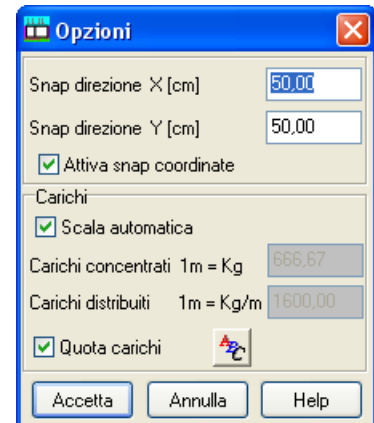 Opzioni
Snap direzione X [cm] 50,00
Snap direzione Y [cm] 50,00
Attiva snap coordinate
Carichi
Scala automatica
Carichi concentrati 1m = Kg 666,67
Carichi distribuiti 1m = Kg/m 1600,00
Quota carichi ABC
Accetta Annulla Help